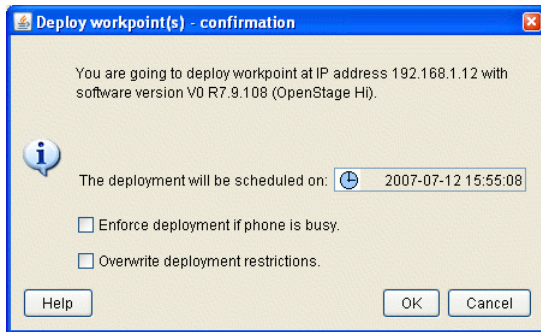 Deploy workpoint(s) - confirmation
You are going to deploy workpoint at IP address 192.168.1.12 with
software version V0 R7.9.108 (OpenStage Hi).
The deployment will be scheduled on: 2007-07-12 15:55:08
Enforce deployment if phone is busy.
Overwrite deployment restrictions.
Help OK Cancel